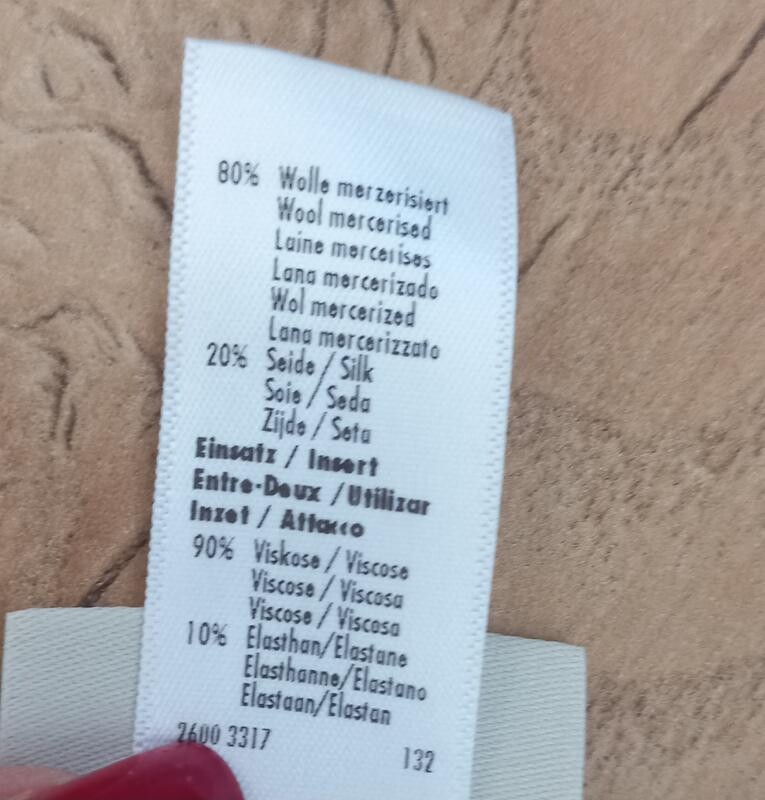 80% Wolle merzerisiert
Wool mercerised
Laine mercerises
Lana mercerizado
Wol mercerized
Lana mercerizzato
20% Seide / Silk
Soie / Seda
Zijde / Seta
Einsatz / Insert
Entre-Doux / Utilizar
Inzet / Attacco
90% Viskose / Viscose
Viscose / Viscosa
Viscose / Viscosa
10% Elasthan/Elastane
Elasthanne/Elastano
Elastaan/Elastan
2600 3317
132